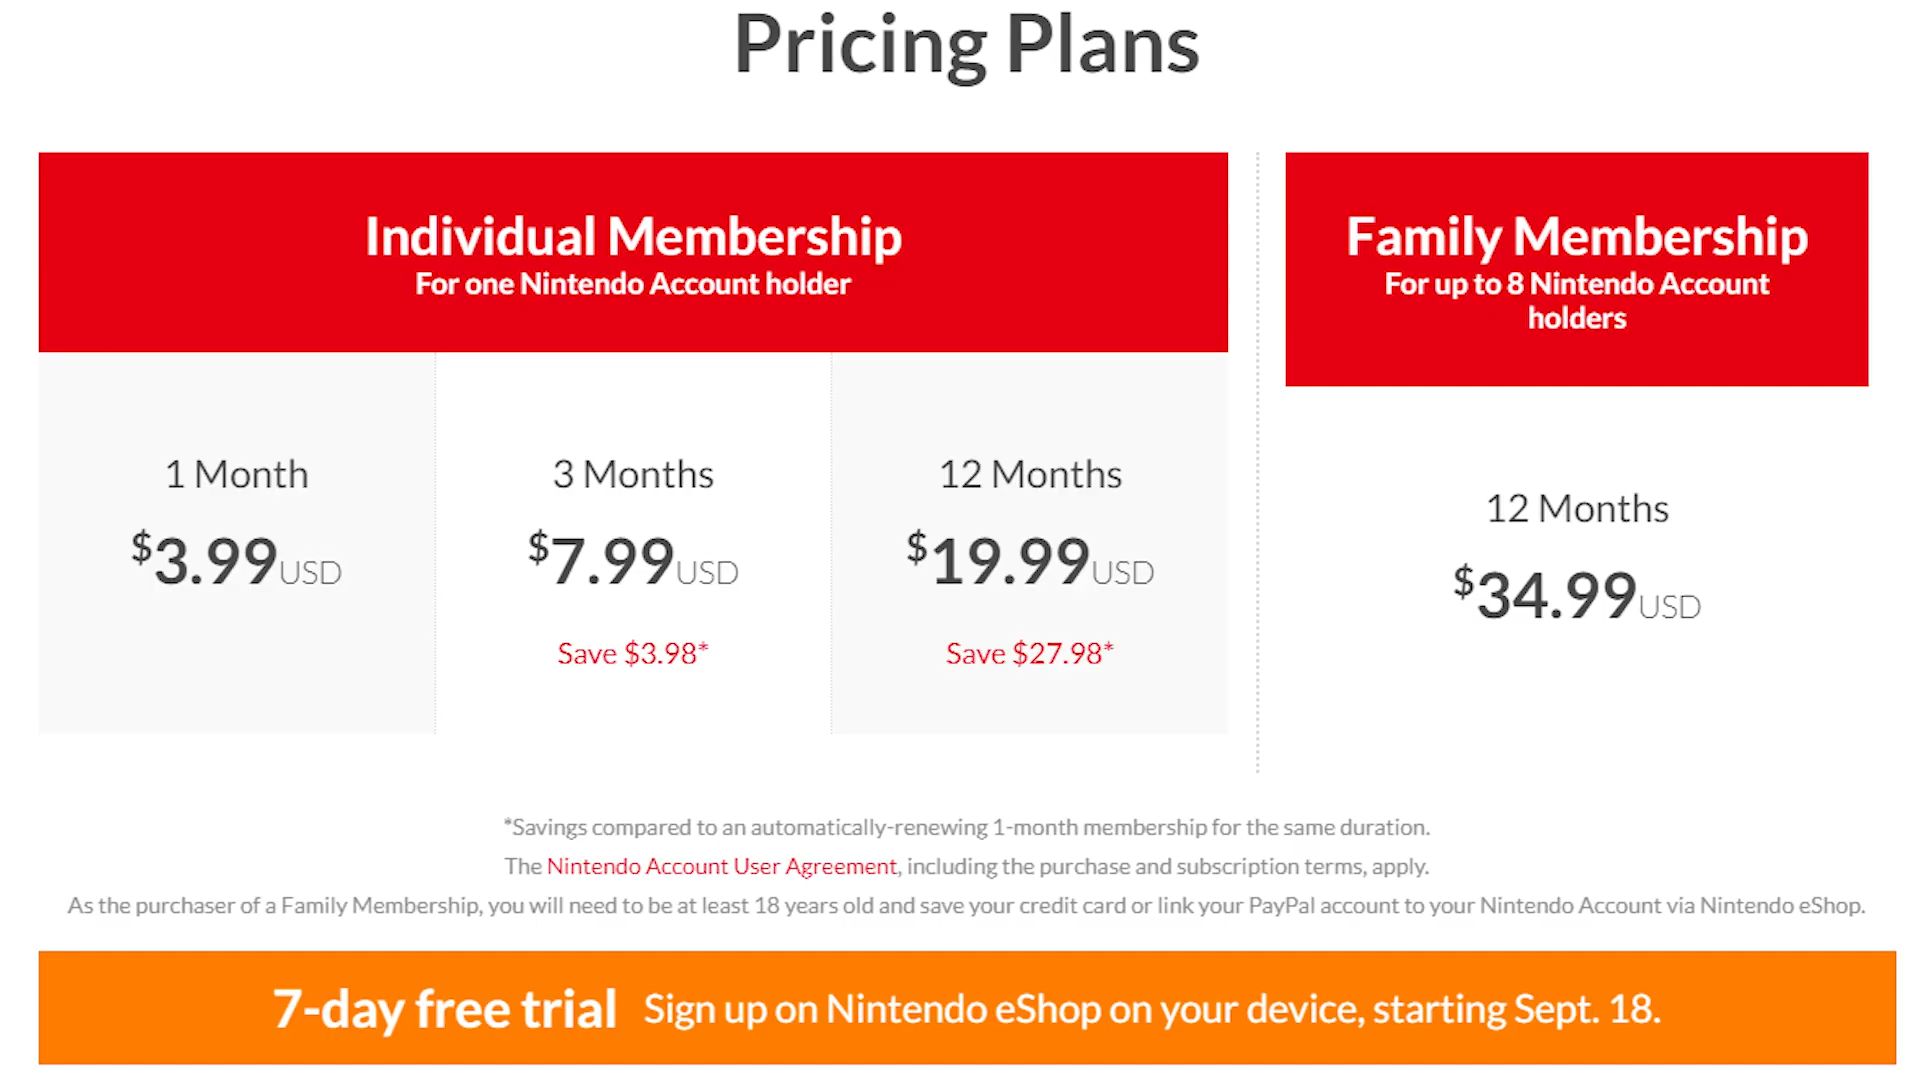 Pricing Plans
Individual Membership
For one Nintendo Account holder
1 Month
$3.99USD
3 Months
$7.99USD
Save $3.98*
12 Months
$19.99USD
Save $27.98*
Family Membership
For up to 8 Nintendo Account
holders
12 Months
$34.99USD
*Savings compared to an automatically-renewing 1-month membership for the same duration.
The Nintendo Account User Agreement, including the purchase and subscription terms, apply.
As the purchaser of a Family Membership, you will need to be at least 18 years old and save your credit card or link your PayPal account to your Nintendo Account via Nintendo eShop.
7-day free trial Sign up on Nintendo eShop on your device, starting Sept. 18.